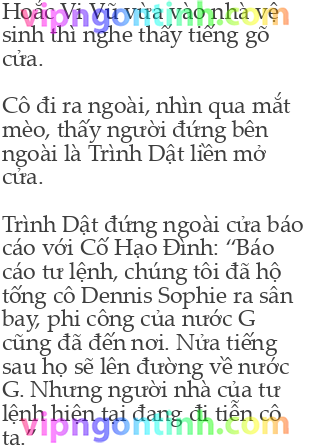 Hoắc Vi Vũ vừa vào nhà vệ
sinh thì nghe thấy tiếng gõ
cửa.
Cô đi ra ngoài, nhìn qua mắt
mèo, thấy người đứng bên
ngoài là Trình Dật liền mở
cửa.
Trình Dật đứng ngoài cửa báo
cáo với Cố Hạo Đình: “Báo
cáo tư lệnh, chúng tôi đã hộ
tống cô Dennis Sophie ra sân
bay, phi công của nước G
cũng đã đến nơi. Nửa tiếng
sau họ sẽ lên đường về nước
G. Nhưng người nhà của tư
lệnh hiện tại đang đi tiễn cô
ta.”
vipngontinh.com
vipngontinh.com